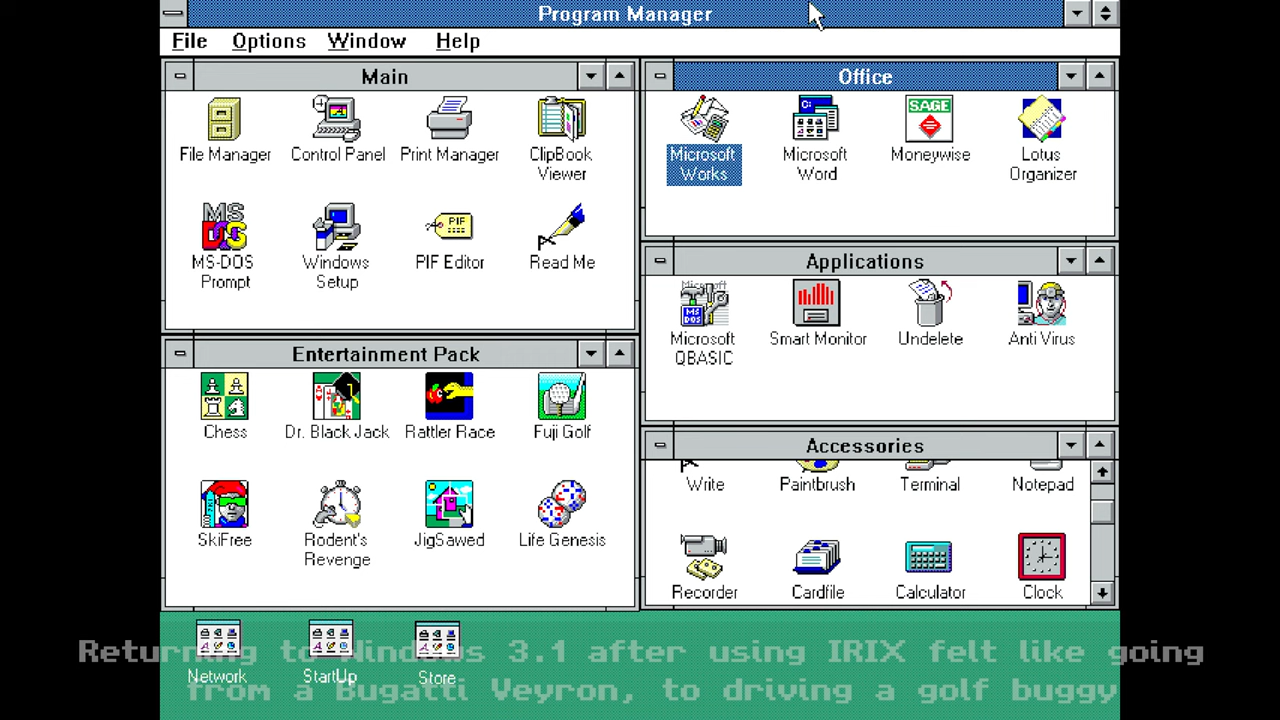 Program Manager
File Options Window Help
Main
File Manager Control Panel Print Manager ClipBook Viewer
MS-DOS Prompt Windows Setup PIF Editor Read Me
MS DOS
PIF
Entertainment Pack
Chess Dr. Black Jack Rattler Race Fuji Golf
SkiFree Rodent's Revenge JigSawed Life Genesis
Office
SAGE
Microsoft Works Microsoft Word Moneywise Lotus Organizer
Applications
Microsoft
MS DOS
Microsoft QBASIC Smart Monitor Undelete Anti Virus
Accessories
Write Paintbrush Terminal Notepad
Recorder Cardfile Calculator Clock
Network StartUp Store
Returning to Windows 3.1 after using IRIX felt like going
from a Bugatti Veyron, to driving a golf buggy